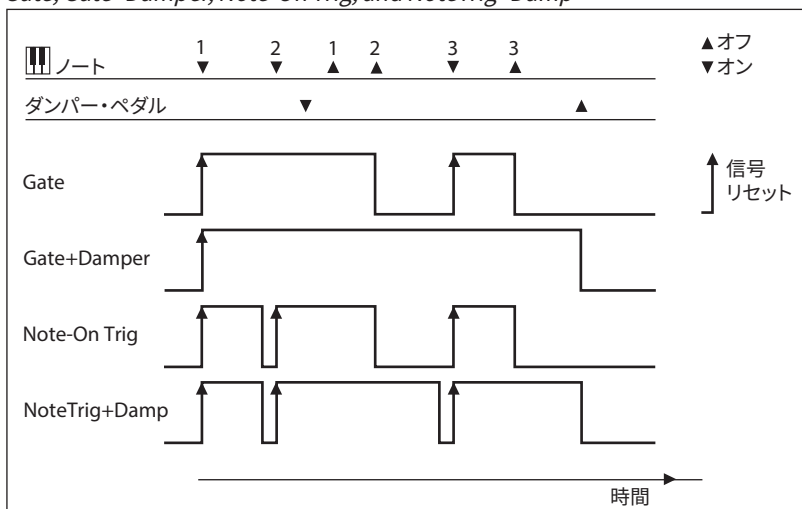 Gate, Gate+Damper, Note-On Trig, and NoteTrig+Damp
1 2 1 2 3 3
ノート
▲オフ
▼オン
ダンパー・ペダル
Gate
信号
リセット
Gate+Damper
Note-On Trig
NoteTrig+Damp
時間